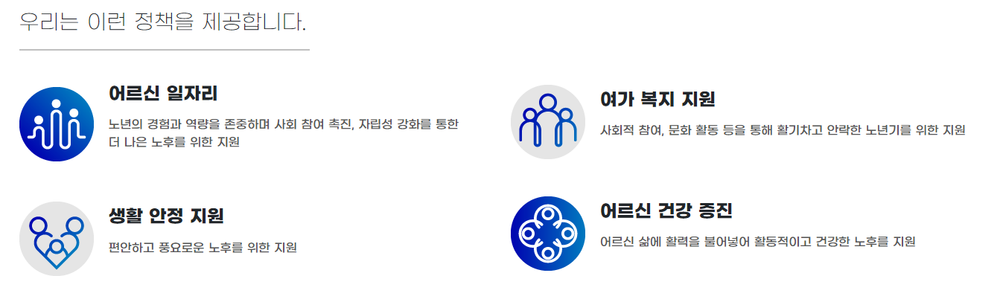 우리는 이런 정책을 제공합니다.
어르신 일자리
노년의 경험과 역량을 존중하며 사회 참여 촉진, 자립성 강화를 통한
더 나은 노후를 위한 지원
여가 복지 지원
사회적 참여, 문화 활동 등을 통해 활기차고 안락한 노년기를 위한 지원
생활 안정 지원
편안하고 풍요로운 노후를 위한 지원
어르신 건강 증진
어르신 삶에 활력을 불어넣어 활동적이고 건강한 노후를 지원